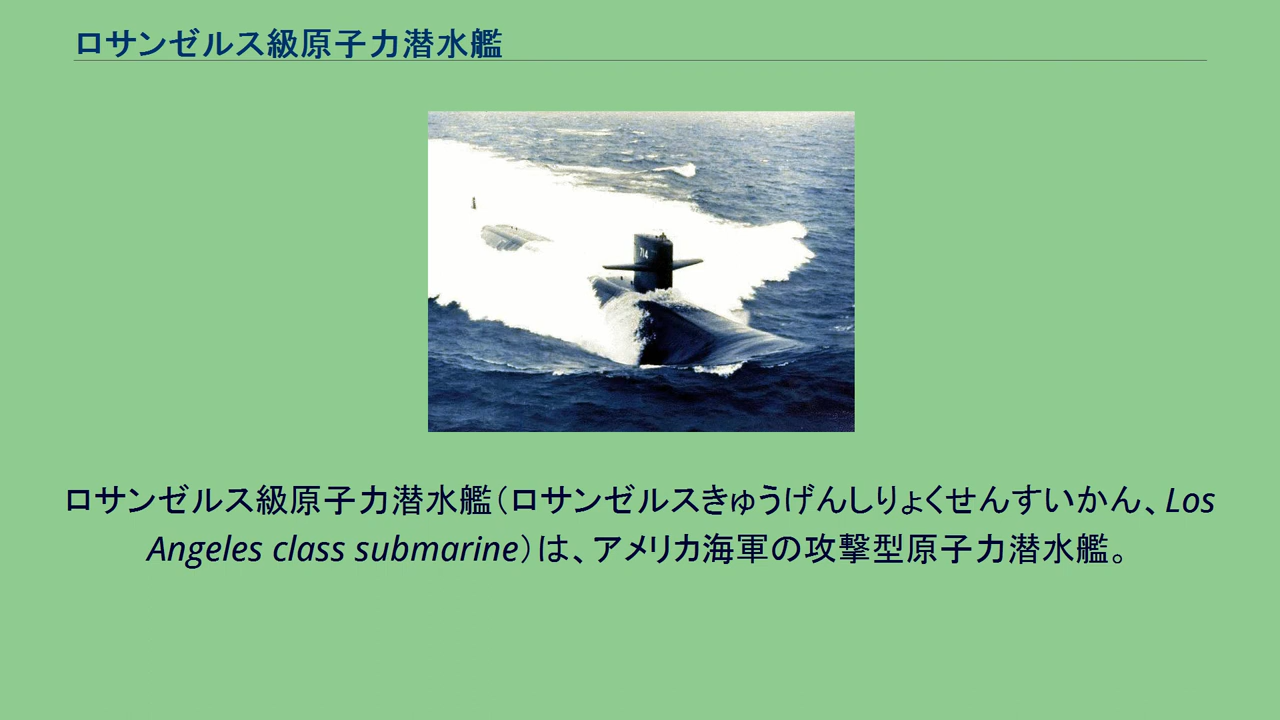 ロサンゼルス級原子力潜水艦
714
ロサンゼルス級原子力潜水艦（ロサンゼルスきゅうげんしりょくせんすいかん、Los
Angeles class submarine）は、アメリカ海軍の攻撃型原子力潜水艦。